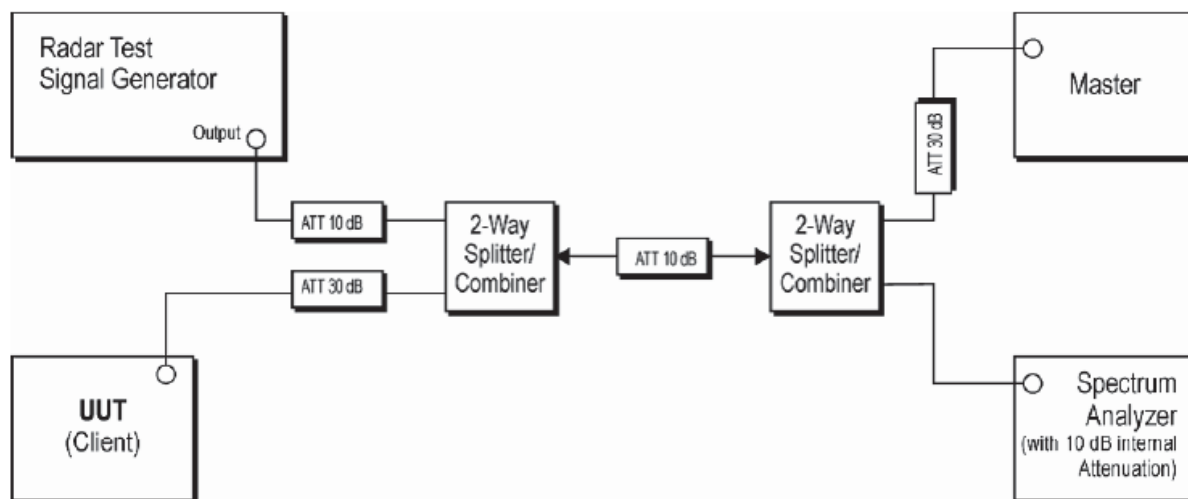 Radar Test
Signal Generator
Output
Master
ATT 30 dB
ATT 10 dB
2-Way
Splitter/
Combiner
ATT 10 dB
2-Way
Splitter/
Combiner
ATT 30 dB
UUT
(Client)
Spectrum
Analyzer
(with 10 dB internal
Attenuation)